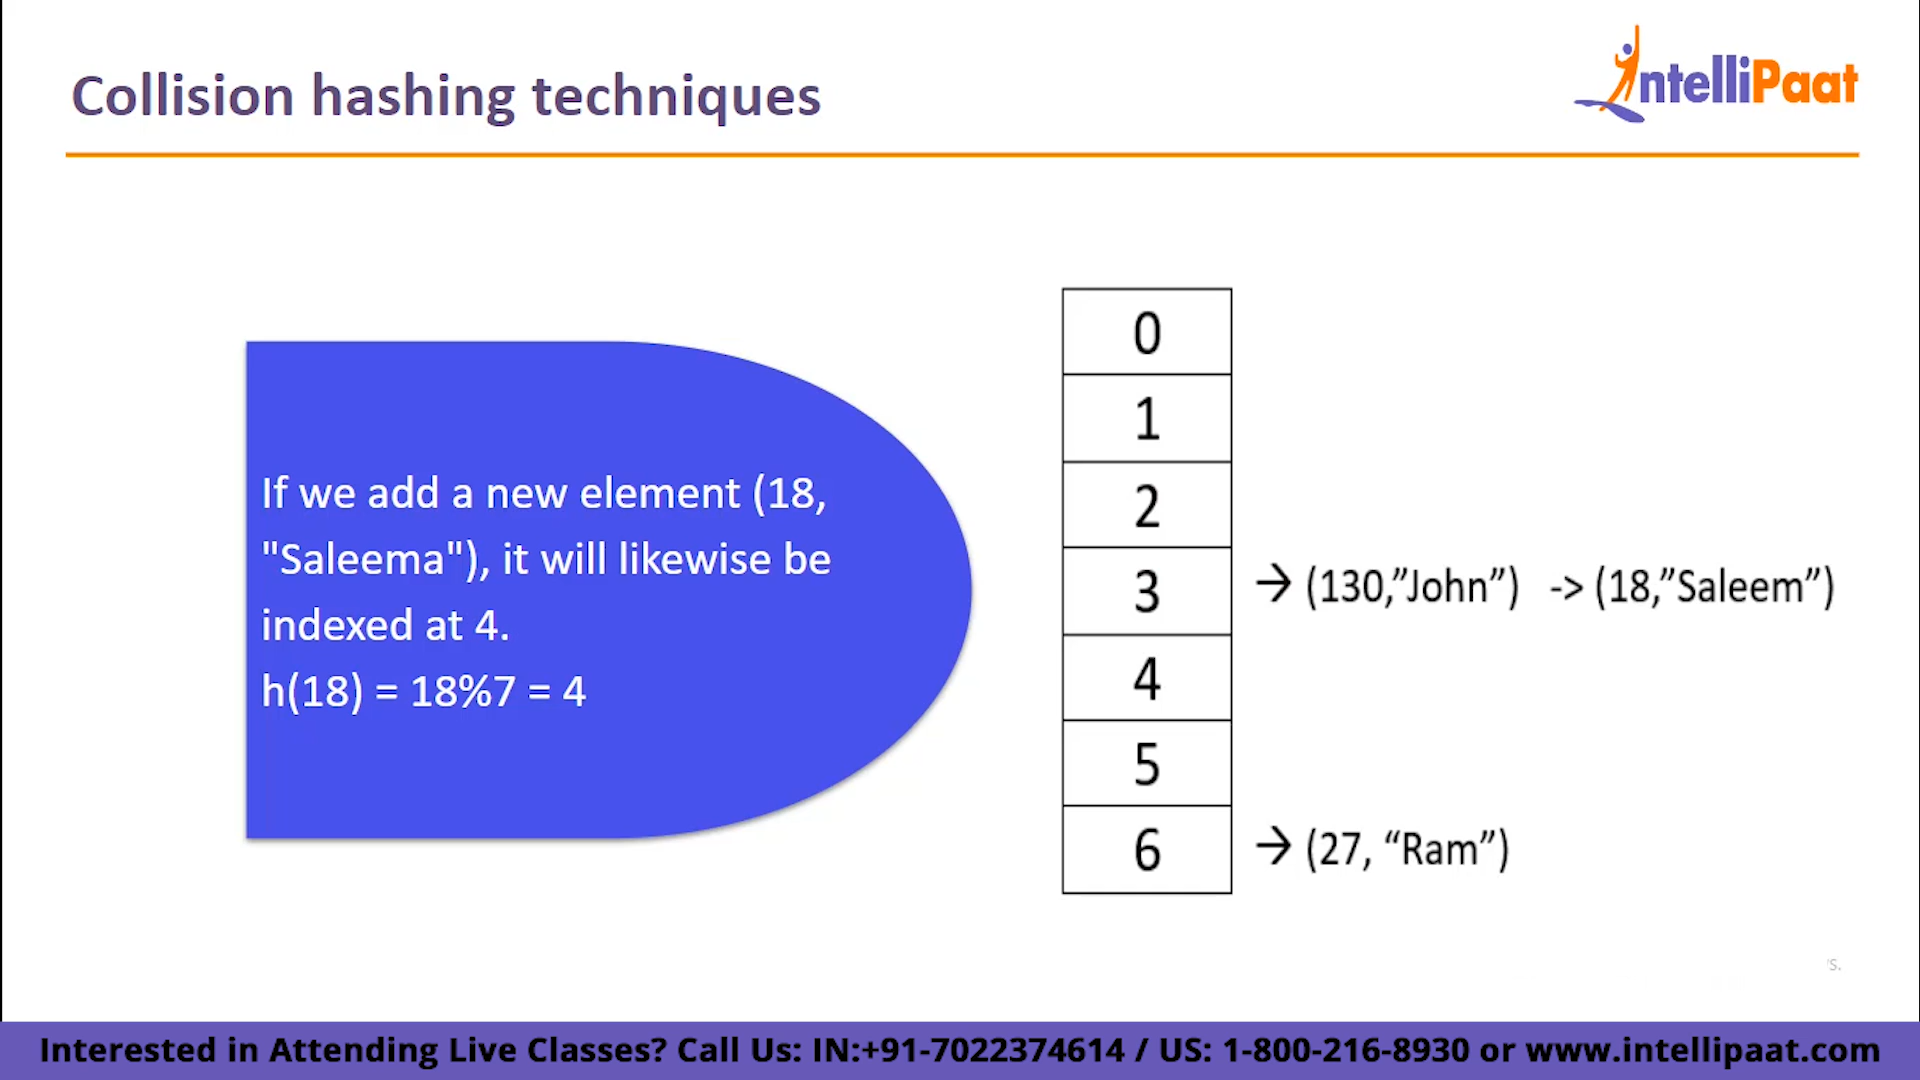 Collision hashing techniques
ntelliPaat
If we add a new element (18,
"Saleema"), it will likewise be
indexed at 4.
h(18) = 18%7 = 4
0
1
2
3 → (130,”John”) -> (18,”Saleem”)
4
5
6 → (27, “Ram”)
Interested in Attending Live Classes? Call Us: IN:+91-7022374614 / US: 1-800-216-8930 or www.intellipaat.com